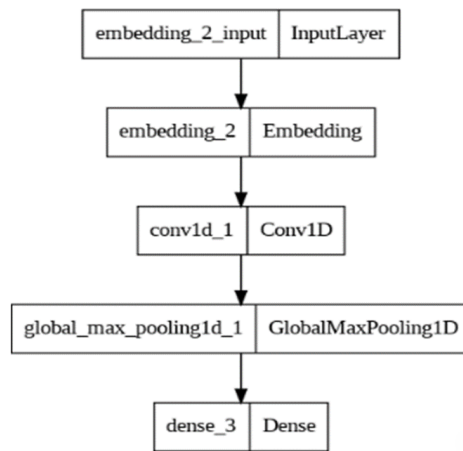 embedding_2_input InputLayer
embedding_2 Embedding
conv1d_1 Conv1D
global_max_pooling1d_1 GlobalMaxPooling1D
dense_3 Dense